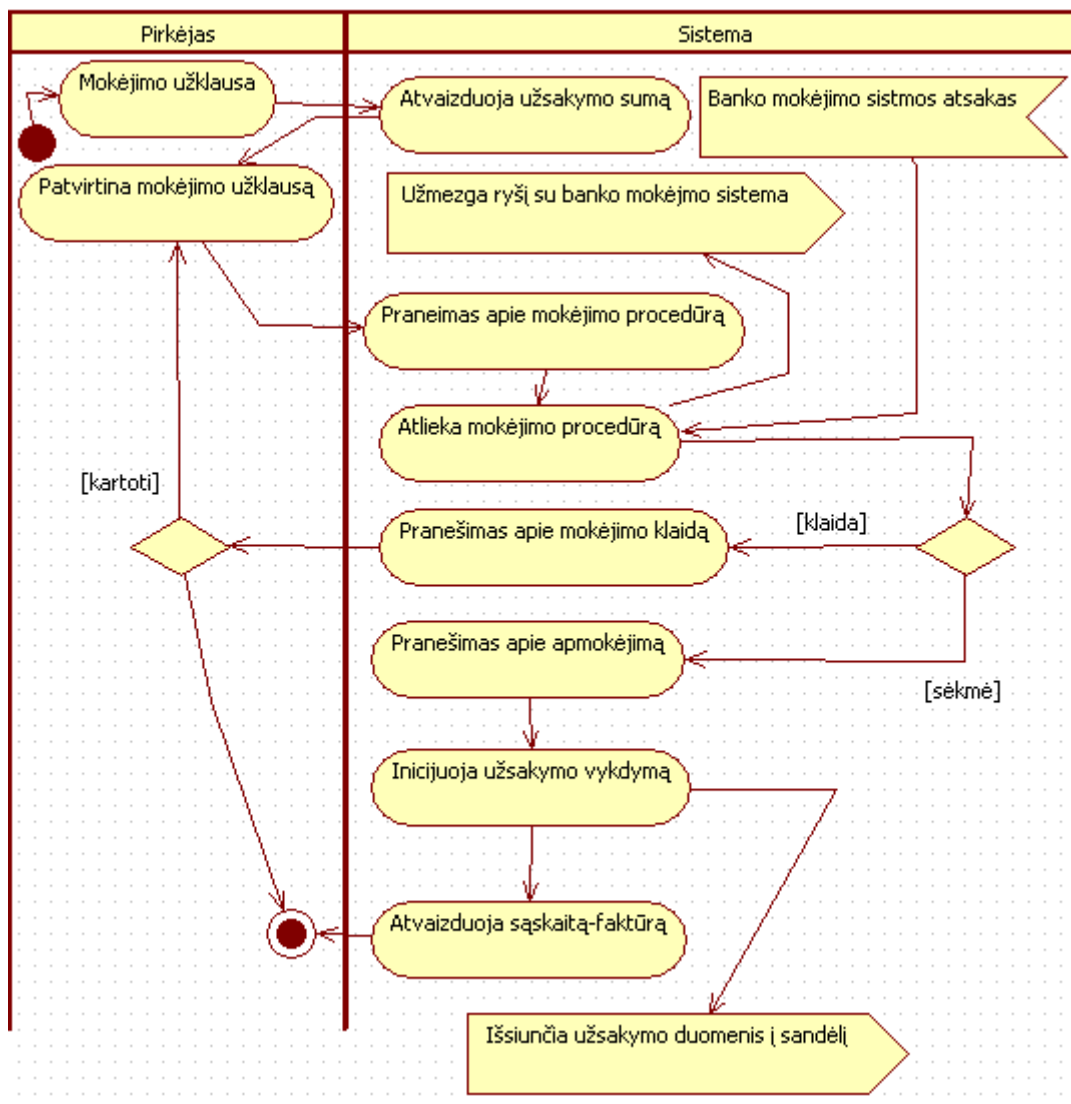 Pirkėjas
Sistema
Mokėjimo užklausa
Atvaizduoja užsakymo sumą
Banko mokėjimo sistmos atsakas
Patvirtina mokėjimo užklausą
Užmezga ryšį su banko mokėjmo sistema
Praneimas apie mokėjimo procedūrą
Atlieka mokėjimo procedūrą
[kartoti]
Pranešimas apie mokėjimo klaidą
[klaida]
Pranešimas apie apmokėjimą
[sėkmė]
Inicijuoja užsakymo vykdymą
Atvaizduoja sąskaitą-faktūrą
Išsiunčia užsakymo duomenis į sandėlį